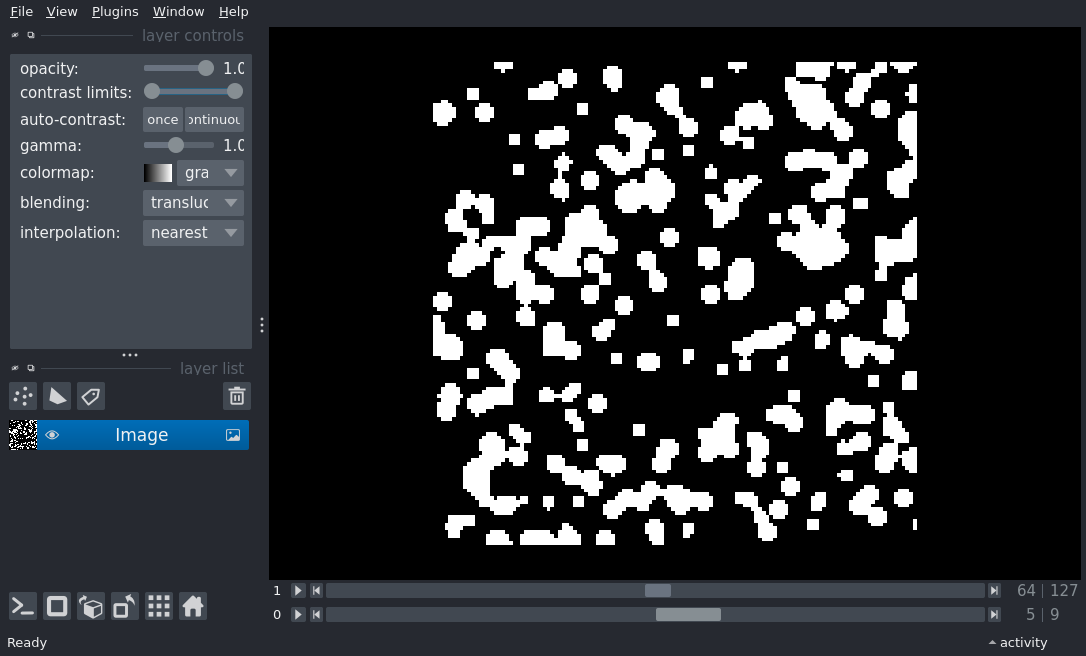 File View Plugins Window Help
layer controls
opacity: 1.0
contrast limits:
auto-contrast: once ontinuou
gamma: 1.0
colormap: gra
blending: transluc
interpolation: nearest
layer list
Image
1 64 127
0 5 9
Ready activity